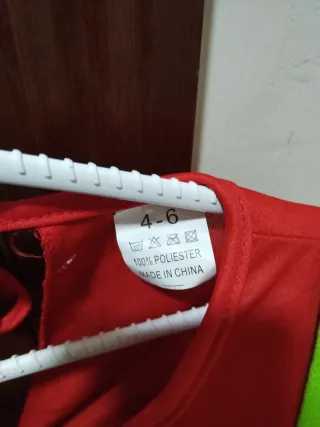 4-6
100% POLIESTER
MADE IN CHINA